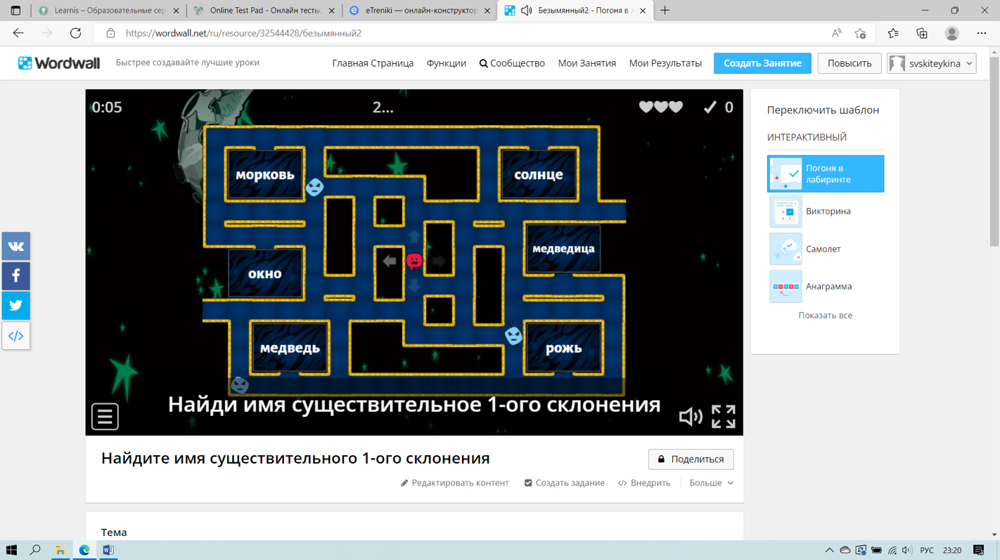 Learnis – Образовательные сер
Online Test Pad - Онлайн тесты,
eTreniki — онлайн-конструктор
Безымянный2 - Погоня в л
https://wordwall.net/ru/resource/32544428/безымянный2
Wordwall
Быстрее создавайте лучшие уроки
Главная Страница
Функции
Сообщество
Мои Занятия
Мои Результаты
Создать Занятие
Повысить
svskiteykina
0:05
2...
0
морковь
солнце
медведица
окно
медведь
рожь
Найди имя существительное 1-ого склонения
Переключить шаблон
ИНТЕРАКТИВНЫЙ
Погоня в
лабиринте
Викторина
Самолет
Анаграмма
Показать все
Найдите имя существительного 1-ого склонения
Поделиться
Редактировать контент
Создать задание
Внедрить
Больше
Тема
РУС
23:20